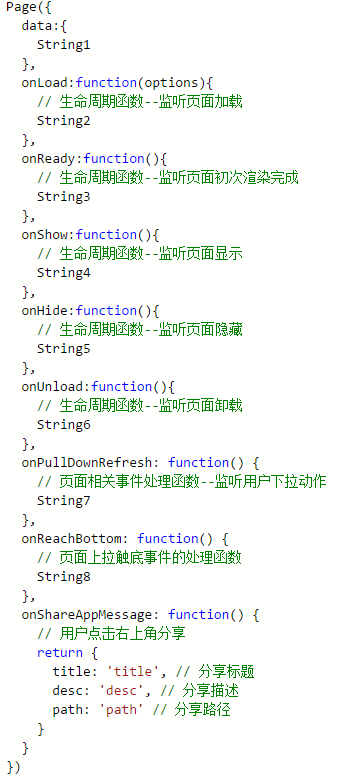 Page({
  data:{
    String1
  },
  onLoad:function(options){
    // 生命周期函数--监听页面加载
    String2
  },
  onReady:function(){
    // 生命周期函数--监听页面初次渲染完成
    String3
  },
  onShow:function(){
    // 生命周期函数--监听页面显示
    String4
  },
  onHide:function(){
    // 生命周期函数--监听页面隐藏
    String5
  },
  onUnload:function(){
    // 生命周期函数--监听页面卸载
    String6
  },
  onPullDownRefresh: function() {
    // 页面相关事件处理函数--监听用户下拉动作
    String7
  },
  onReachBottom: function() {
    // 页面上拉触底事件的处理函数
    String8
  },
  onShareAppMessage: function() {
    // 用户点击右上角分享
    return {
      title: 'title', // 分享标题
      desc: 'desc', // 分享描述
      path: 'path' // 分享路径
    }
  }
})